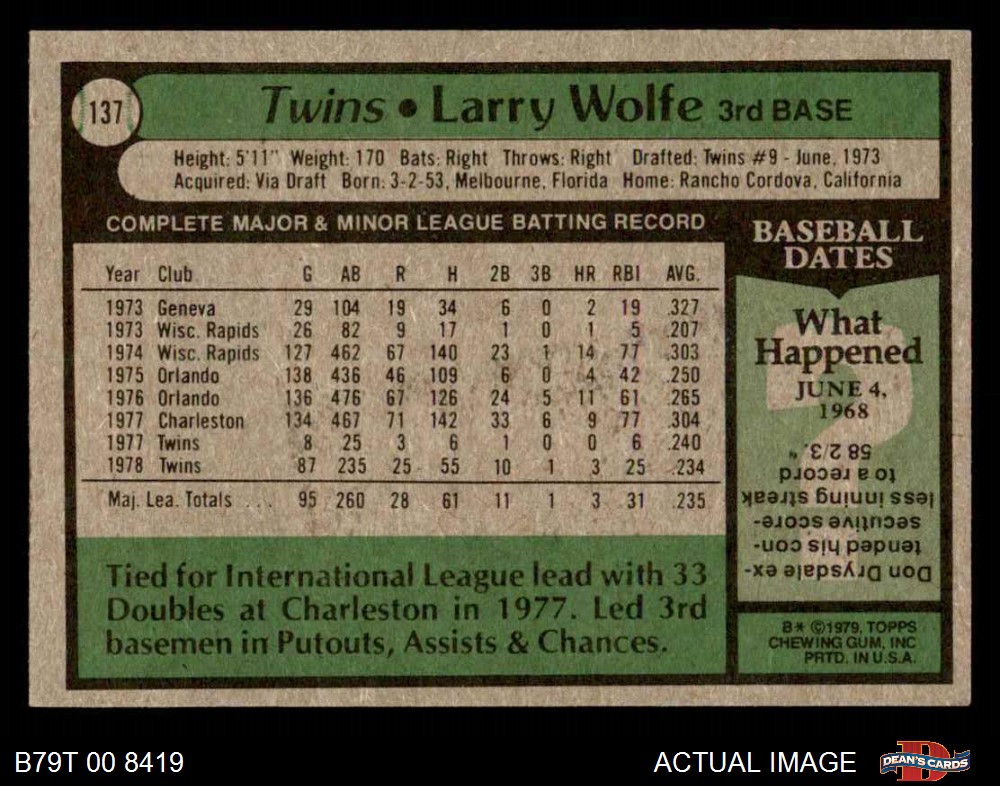 137
Twins • Larry Wolfe 3rd BASE
Height: 5'11" Weight: 170 Bats: Right Throws: Right Drafted: Twins #9 - June, 1973
Acquired: Via Draft Born: 3-2-53, Melbourne, Florida Home: Rancho Cordova, California
COMPLETE MAJOR & MINOR LEAGUE BATTING RECORD
Year Club G AB R H 2B 3B HR RBI AVG.
1973 Geneva 29 104 19 34 6 0 2 19 .327
1973 Wisc. Rapids 26 82 9 17 1 0 1 5 .207
1974 Wisc. Rapids 127 462 67 140 23 1 14 77 .303
1975 Orlando 138 436 46 109 6 0 4 42 .250
1976 Orlando 136 476 67 126 24 5 11 61 .265
1977 Charleston 134 467 71 142 33 6 9 77 .304
1977 Twins 8 25 3 6 1 0 0 6 .240
1978 Twins 87 235 25 55 10 1 3 25 .234
Maj. Lea. Totals ... 95 260 28 61 11 1 3 31 .235
Tied for International League lead with 33
Doubles at Charleston in 1977. Led 3rd
basemen in Putouts, Assists & Chances.
BASEBALL
DATES
What
Happened
JUNE 4,
1968
Don Drysdale ex-
tended his con-
secutive score-
less inning streak
to a record
58 2/3."
B* ©1979, TOPPS
CHEWING GUM, INC
PRTD. IN U.S.A.
B79T 00 8419
ACTUAL IMAGE
D
DEAN'S CARDS